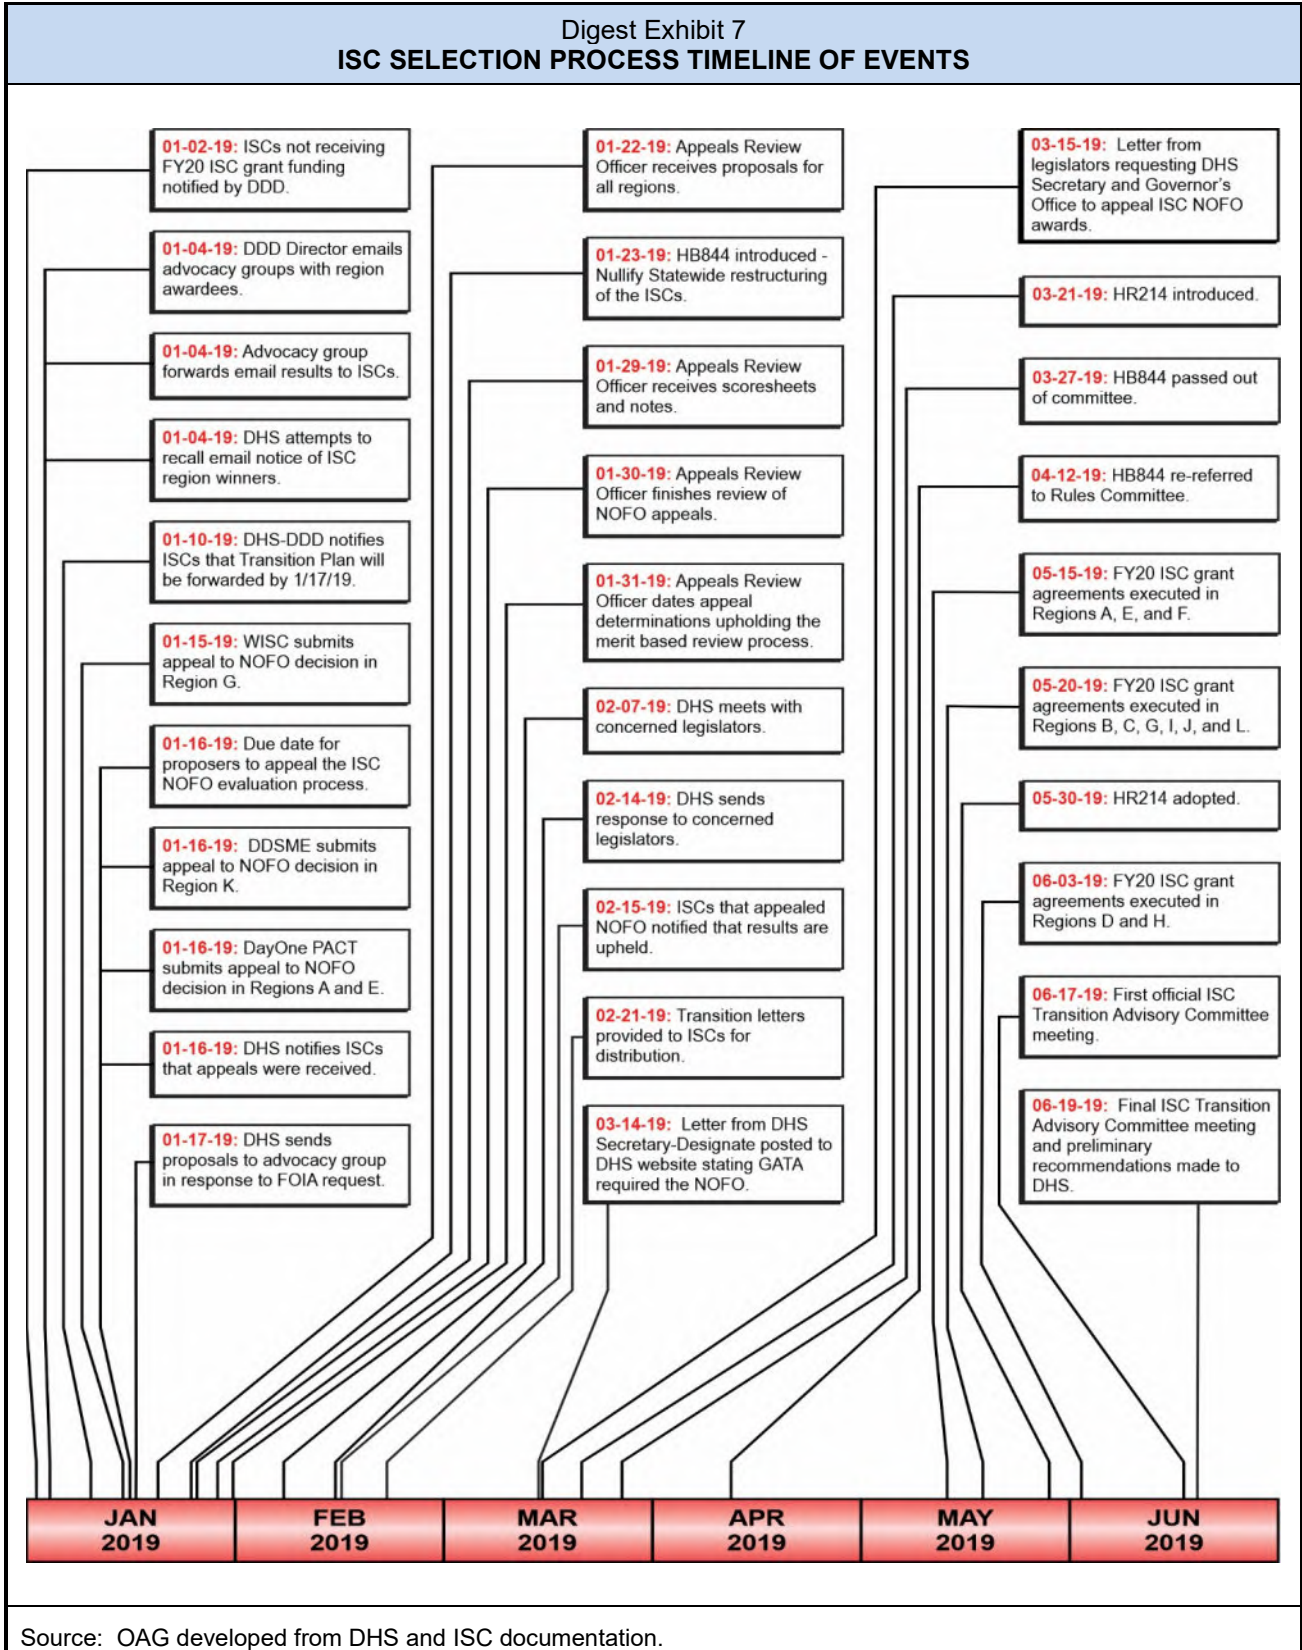 Digest Exhibit 7
ISC SELECTION PROCESS TIMELINE OF EVENTS
01-02-19: ISCs not receiving
FY20 ISC grant funding
notified by DDD.
01-04-19: DDD Director emails
advocacy groups with region
awardees.
01-04-19: Advocacy group
forwards email results to ISCs.
01-04-19: DHS attempts to
recall email notice of ISC
region winners.
01-10-19: DHS-DDD notifies
ISCs that Transition Plan will
be forwarded by 1/17/19.
01-15-19: WISC submits
appeal to NOFO decision in
Region G.
01-16-19: Due date for
proposers to appeal the ISC
NOFO evaluation process.
01-16-19: DDSME submits
appeal to NOFO decision in
Region K.
01-16-19: DayOne PACT
submits appeal to NOFO
decision in Regions A and E.
01-16-19: DHS notifies ISCs
that appeals were received.
01-17-19: DHS sends
proposals to advocacy group
in response to FOIA request.
01-22-19: Appeals Review
Officer receives proposals for
all regions.
01-23-19: HB844 introduced -
Nullify Statewide restructuring
of the ISCs.
01-29-19: Appeals Review
Officer receives scoresheets
and notes.
01-30-19: Appeals Review
Officer finishes review of
NOFO appeals.
01-31-19: Appeals Review
Officer dates appeal
determinations upholding the
merit based review process.
02-07-19: DHS meets with
concerned legislators.
02-14-19: DHS sends
response to concerned
legislators.
02-15-19: ISCs that appealed
NOFO notified that results are
upheld.
02-21-19: Transition letters
provided to ISCs for
distribution.
03-14-19: Letter from DHS
Secretary-Designate posted to
DHS website stating GATA
required the NOFO.
03-15-19: Letter from
legislators requesting DHS
Secretary and Governor's
Office to appeal ISC NOFO
awards.
03-21-19: HR214 introduced.
03-27-19: HB844 passed out
of committee.
04-12-19: HB844 re-referred
to Rules Committee.
05-15-19: FY20 ISC grant
agreements executed in
Regions A, E, and F.
05-20-19: FY20 ISC grant
agreements executed in
Regions B, C, G, I, J, and L.
05-30-19: HR214 adopted.
06-03-19: FY20 ISC grant
agreements executed in
Regions D and H.
06-17-19: First official ISC
Transition Advisory Committee
meeting.
06-19-19: Final ISC Transition
Advisory Committee meeting
and preliminary
recommendations made to
DHS.
JAN
2019
FEB
2019
MAR
2019
APR
2019
MAY
2019
JUN
2019
Source: OAG developed from DHS and ISC documentation.